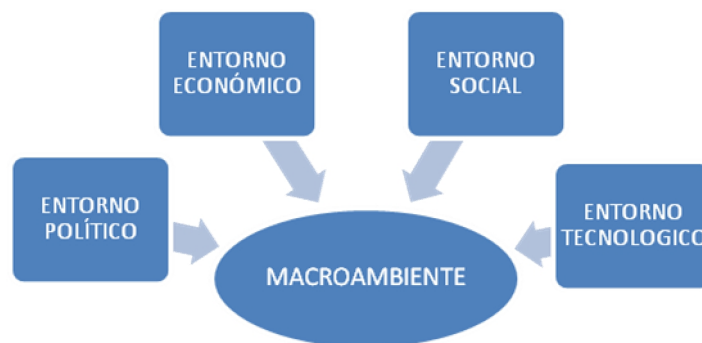 ENTORNO
ECONÓMICO
ENTORNO
SOCIAL
ENTORNO
POLÍTICO
ENTORNO
TECNOLOGICO
MACROAMBIENTE